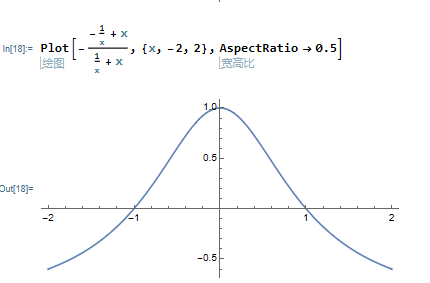 In[18]:= Plot[-(-1/x + x)/(1/x + x), {x, -2, 2}, AspectRatio → 0.5]
绘图 宽高比
1.0
0.5
Out[18]=
-2 -1 1 2
-0.5